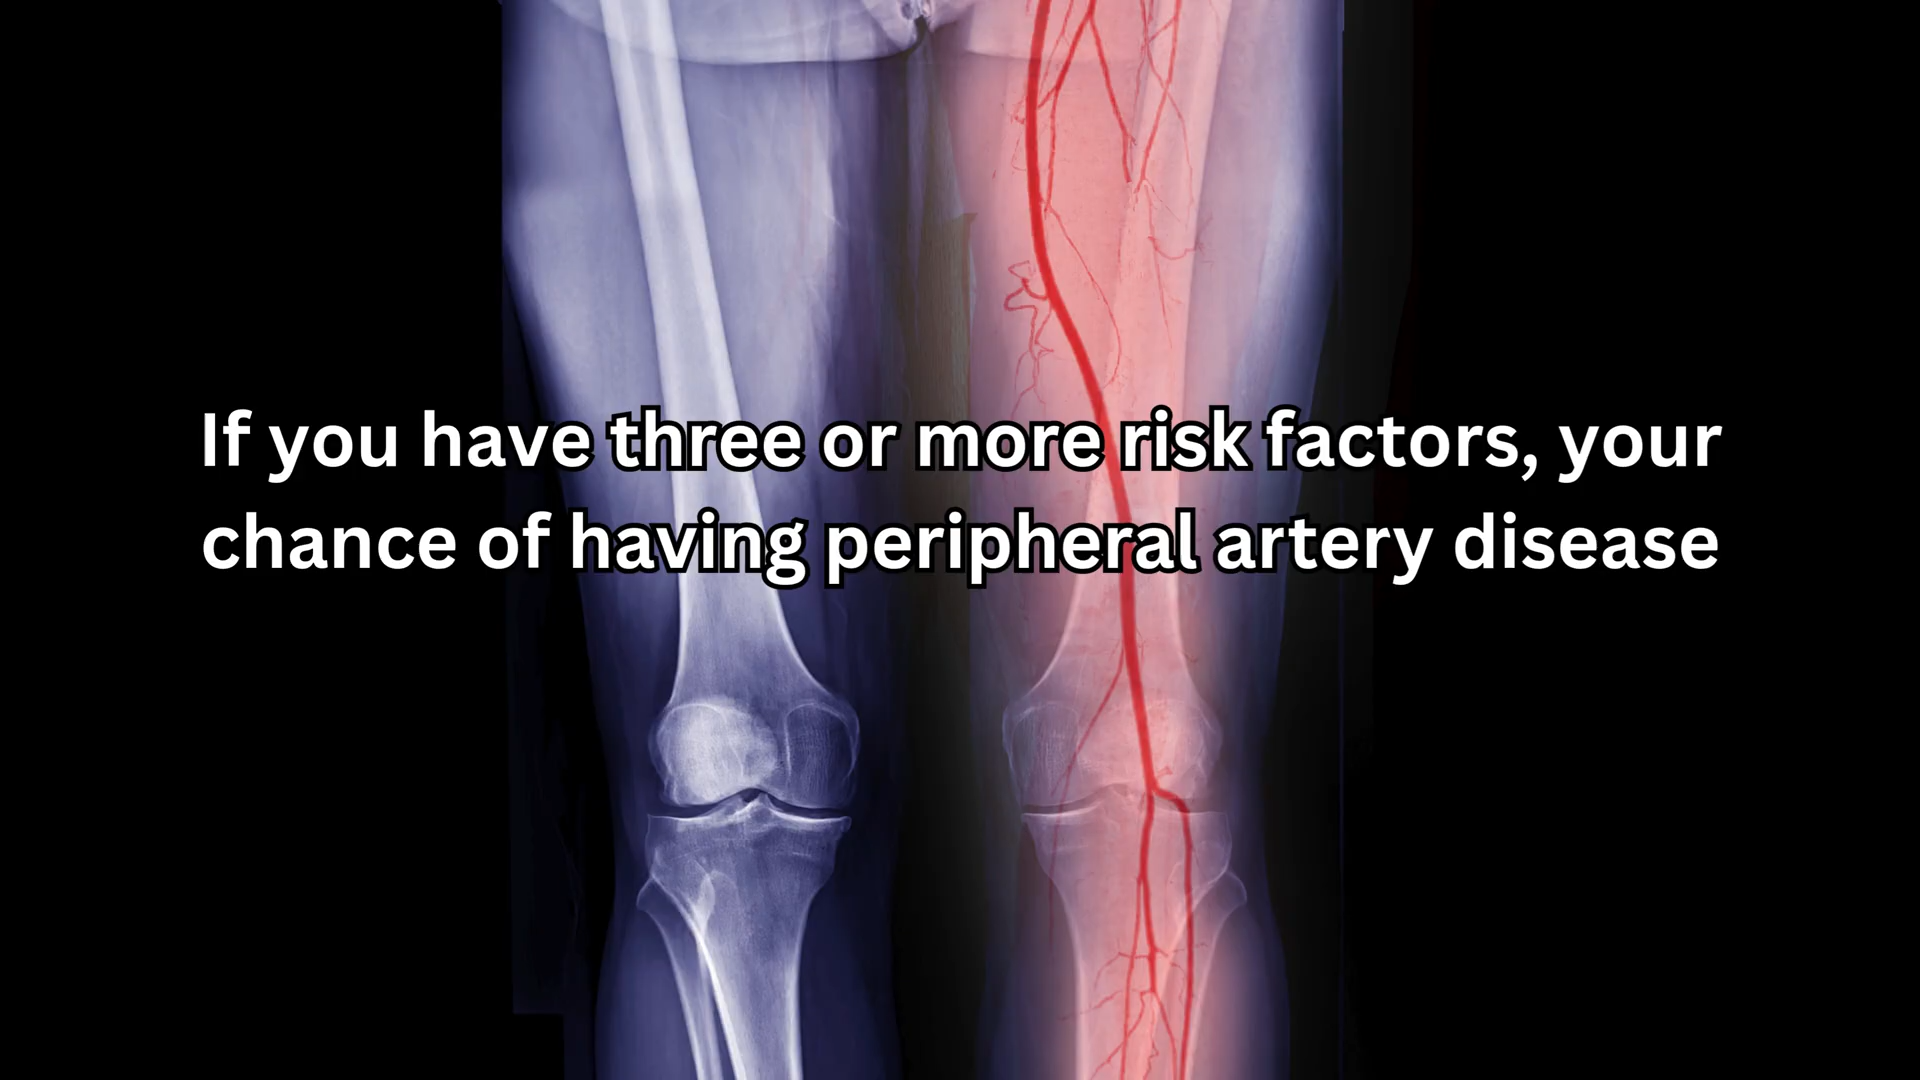 If you have three or more risk factors, your
chance of having peripheral artery disease